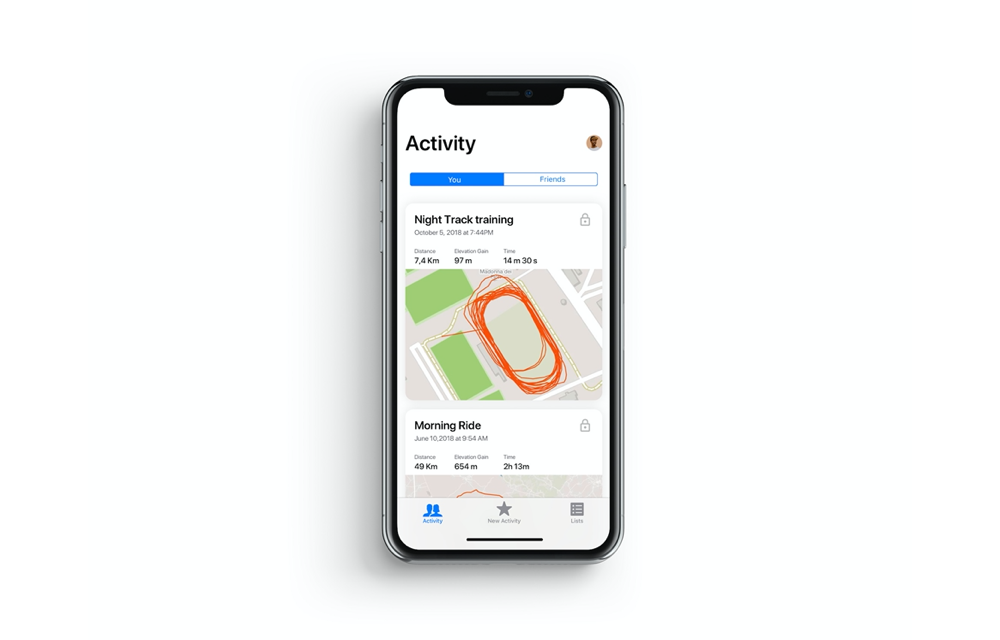 Activity
You Friends
Night Track training
October 5, 2018 at 7:44PM
Distance Elevation Gain Time
7,4 Km 97 m 14 m 30 s
Morning Ride
June 10,2018 at 9:54 AM
Distance Elevation Gain Time
49 Km 654 m 2h 13m
Activity New Activity Lists